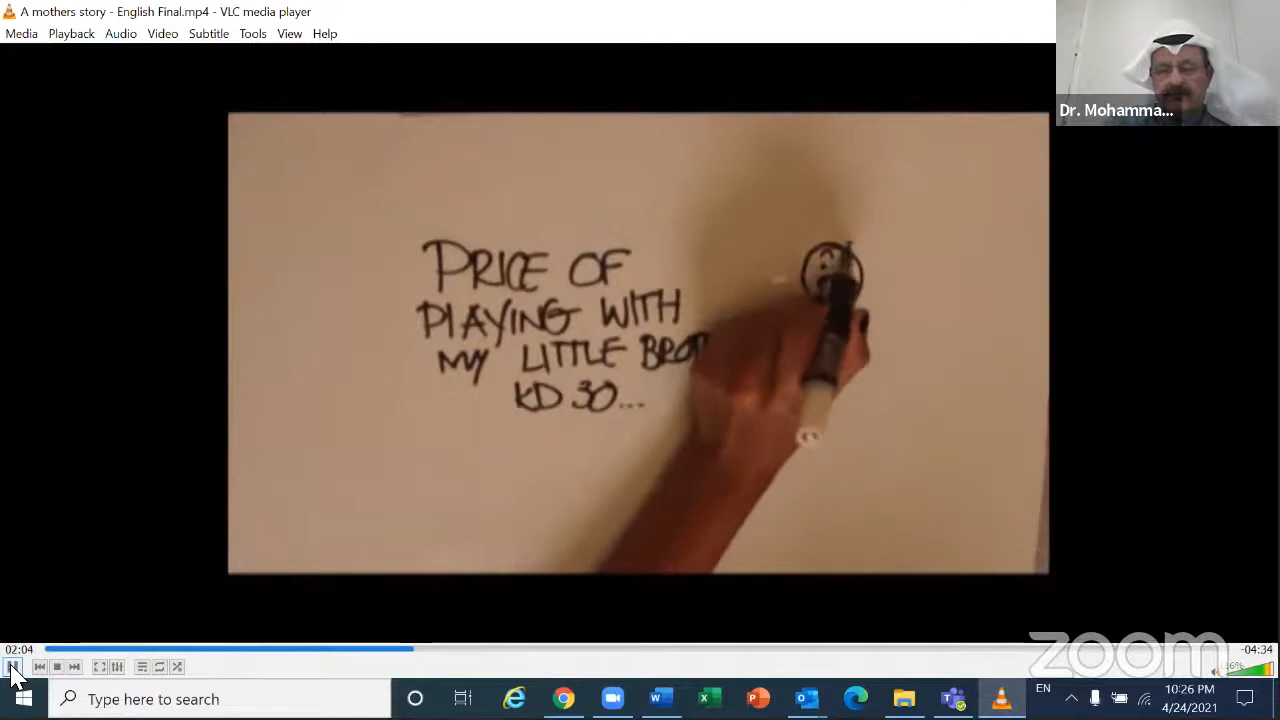 A mothers story - English Final.mp4 - VLC media player
Media Playback Audio Video Subtitle Tools View Help
Dr. Mohamma...
PRICE OF
PLAYING WITH
MY LITTLE
KD 30...
02:04
-04:34
zoom
Type here to search
EN
10:26 PM
4/24/2021